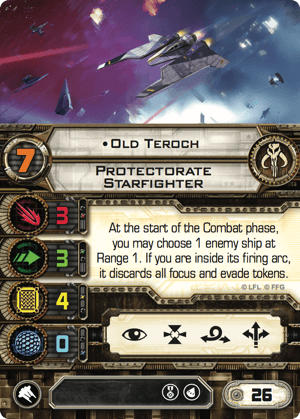 •Old Teroch
7
Protectorate
Starfighter
3
3
4
0
At the start of the Combat phase,
you may choose 1 enemy ship at
Range 1. If you are inside its firing arc,
it discards all focus and evade tokens.
© LFL © FFG
26